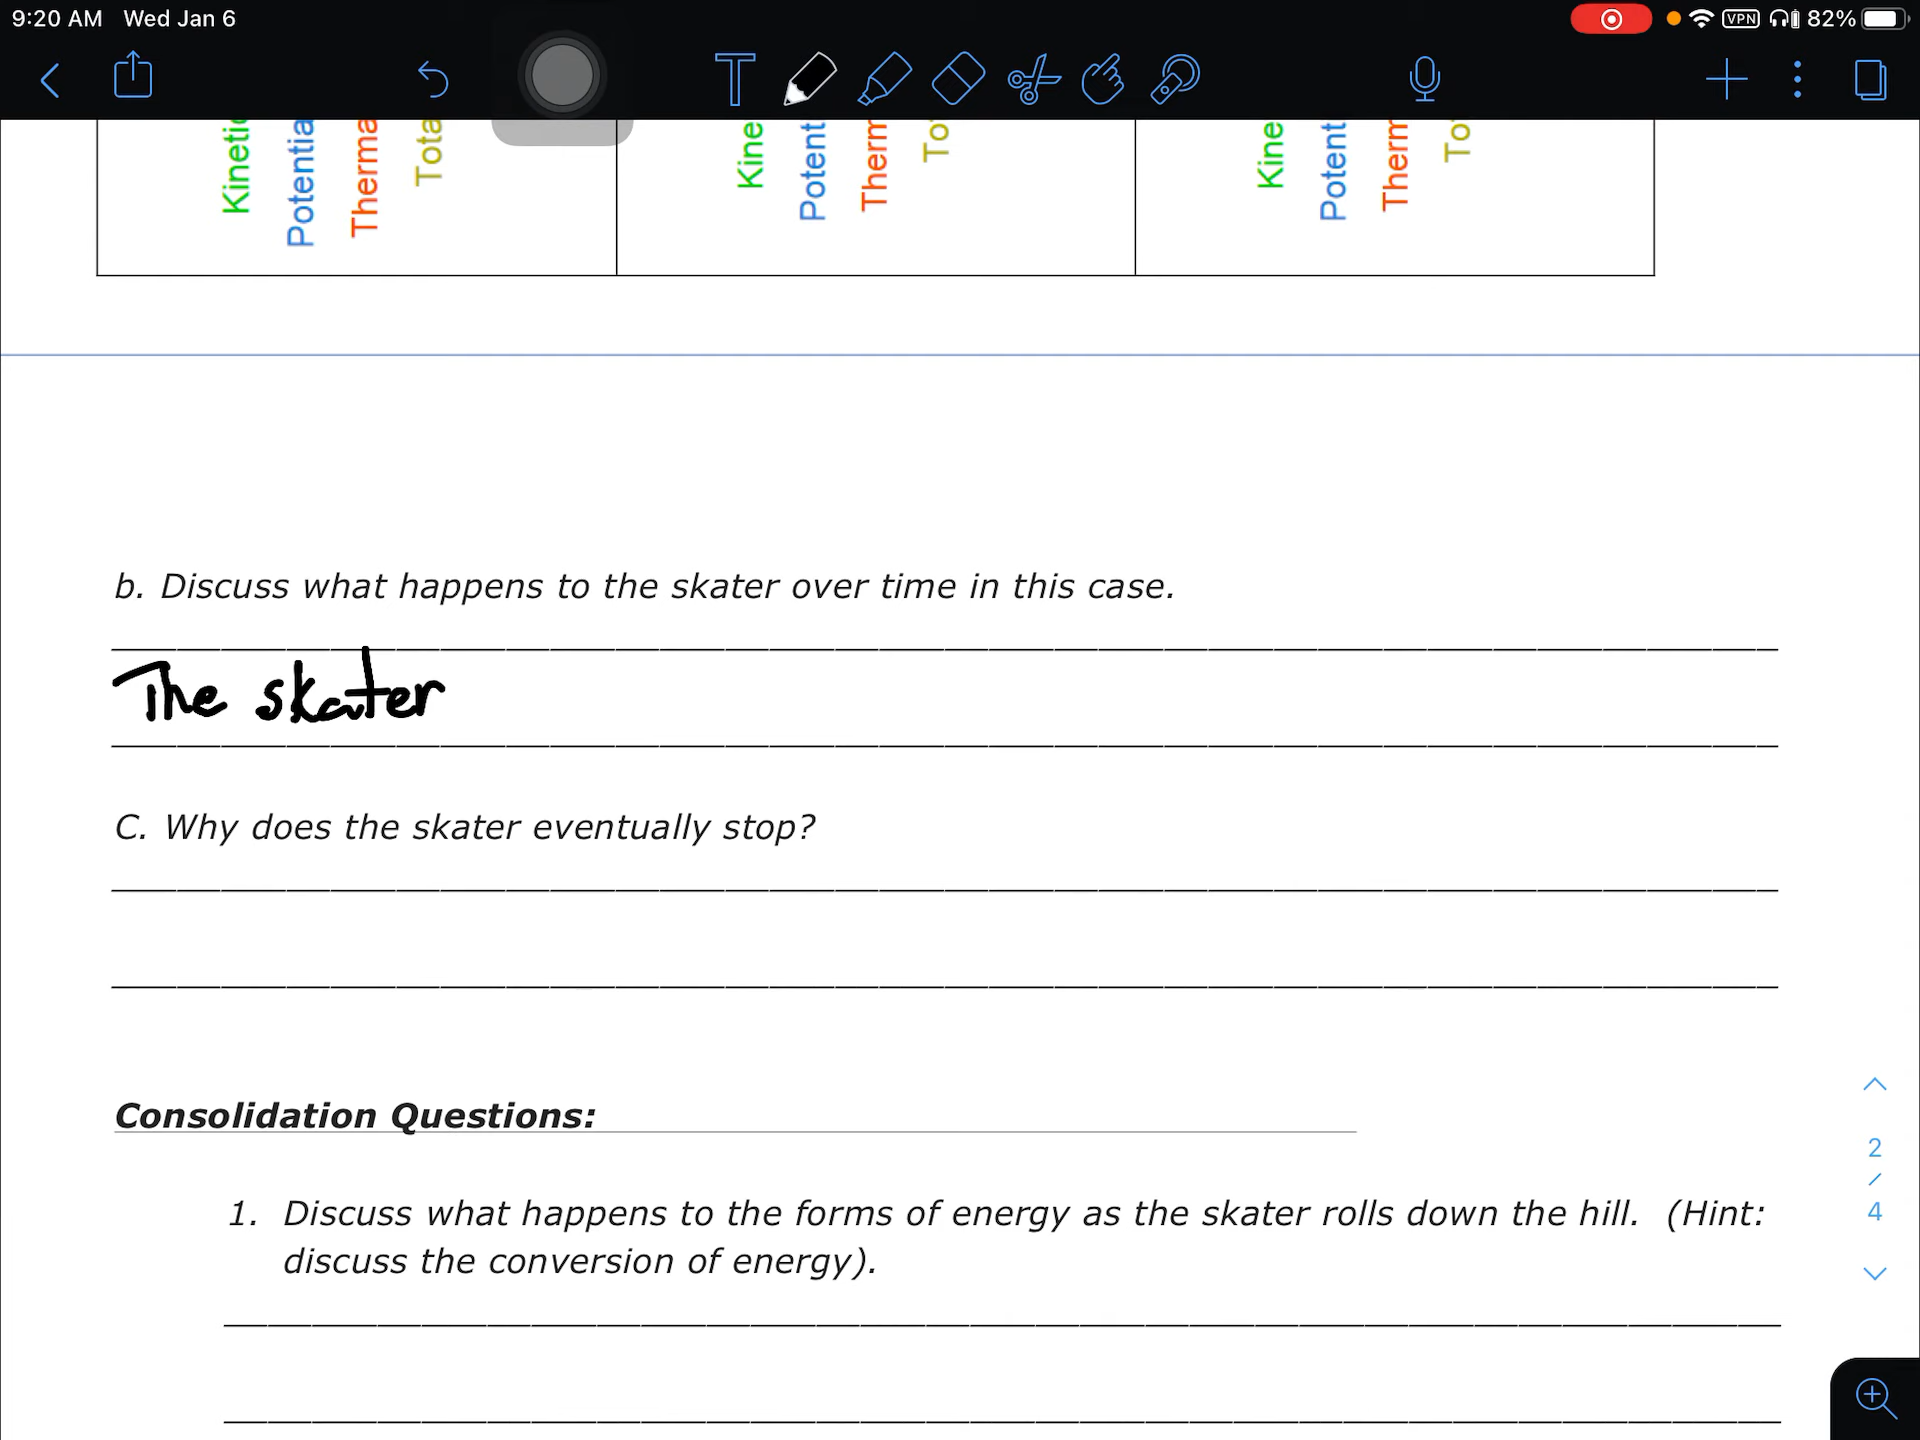 9:20 AM Wed Jan 6
VPN 82%
Kinetic Potentia Therma Tota Kine Potent Therm To Kine Potent Therm To
b. Discuss what happens to the skater over time in this case.
The skater
C. Why does the skater eventually stop?
Consolidation Questions:
1. Discuss what happens to the forms of energy as the skater rolls down the hill. (Hint:
discuss the conversion of energy).
2
/
4